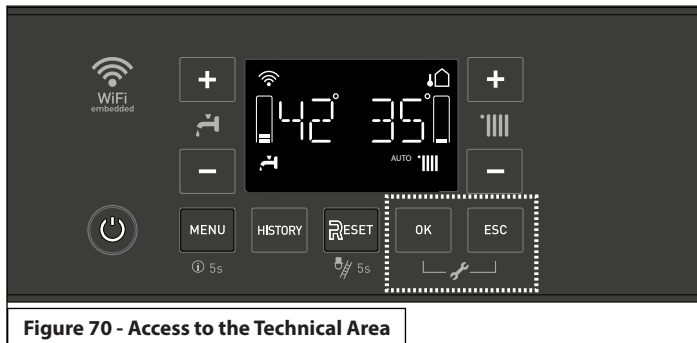 WiFi
embedded
+
−
42° 35°
AUTO
+
−
MENU
HISTORY
RESET
OK
ESC
5s
5s
Figure 70 - Access to the Technical Area